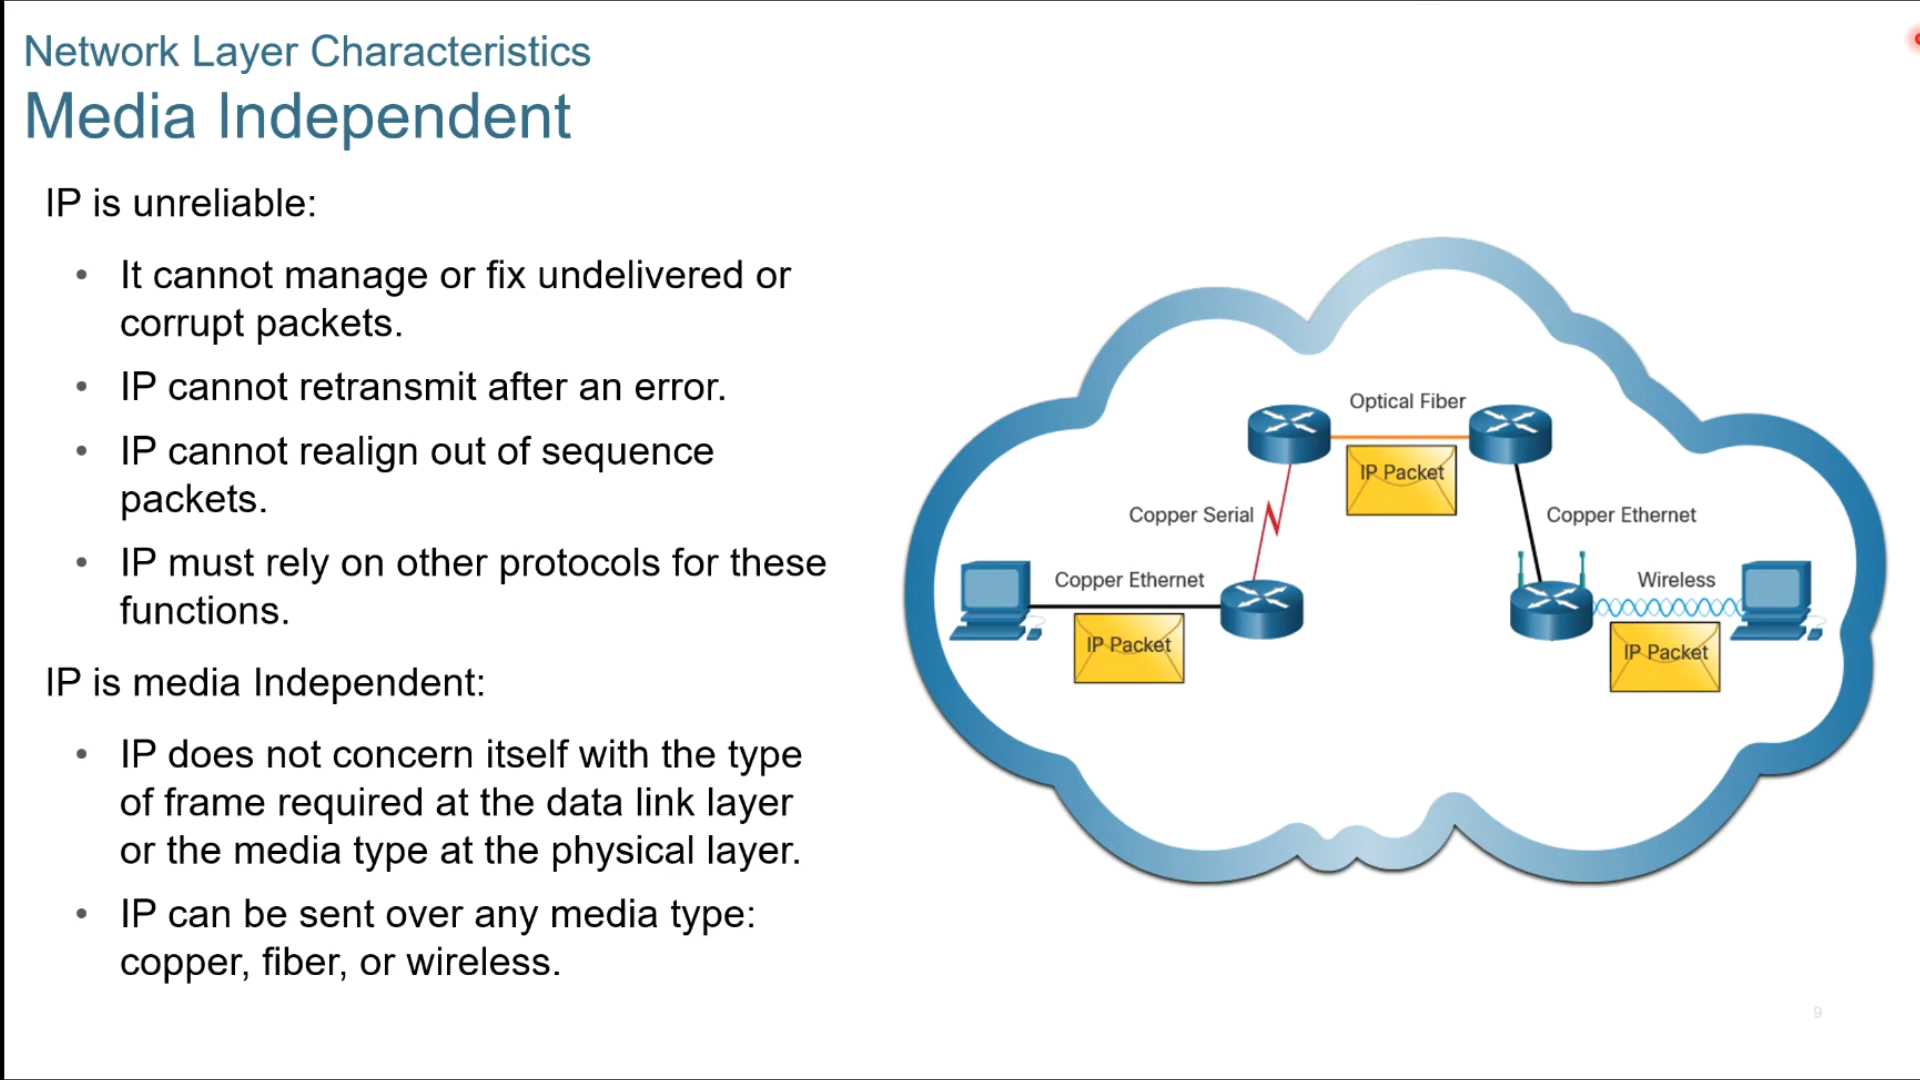 Network Layer Characteristics
Media Independent
IP is unreliable:
• It cannot manage or fix undelivered or
corrupt packets.
• IP cannot retransmit after an error.
• IP cannot realign out of sequence
packets.
• IP must rely on other protocols for these
functions.
IP is media Independent:
• IP does not concern itself with the type
of frame required at the data link layer
or the media type at the physical layer.
• IP can be sent over any media type:
copper, fiber, or wireless.
Optical Fiber
IP Packet
Copper Serial
Copper Ethernet
Copper Ethernet
Wireless
IP Packet
IP Packet
9